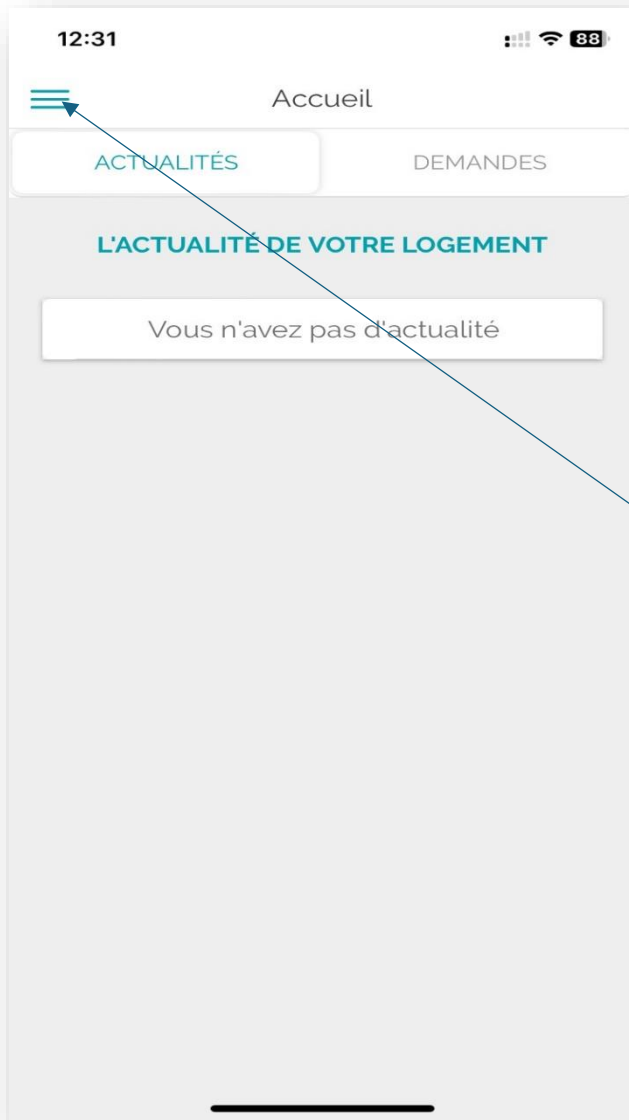 12:31
88
Accueil
ACTUALITÉS
DEMANDES
L'ACTUALITÉ DE VOTRE LOGEMENT
Vous n'avez pas d'actualité